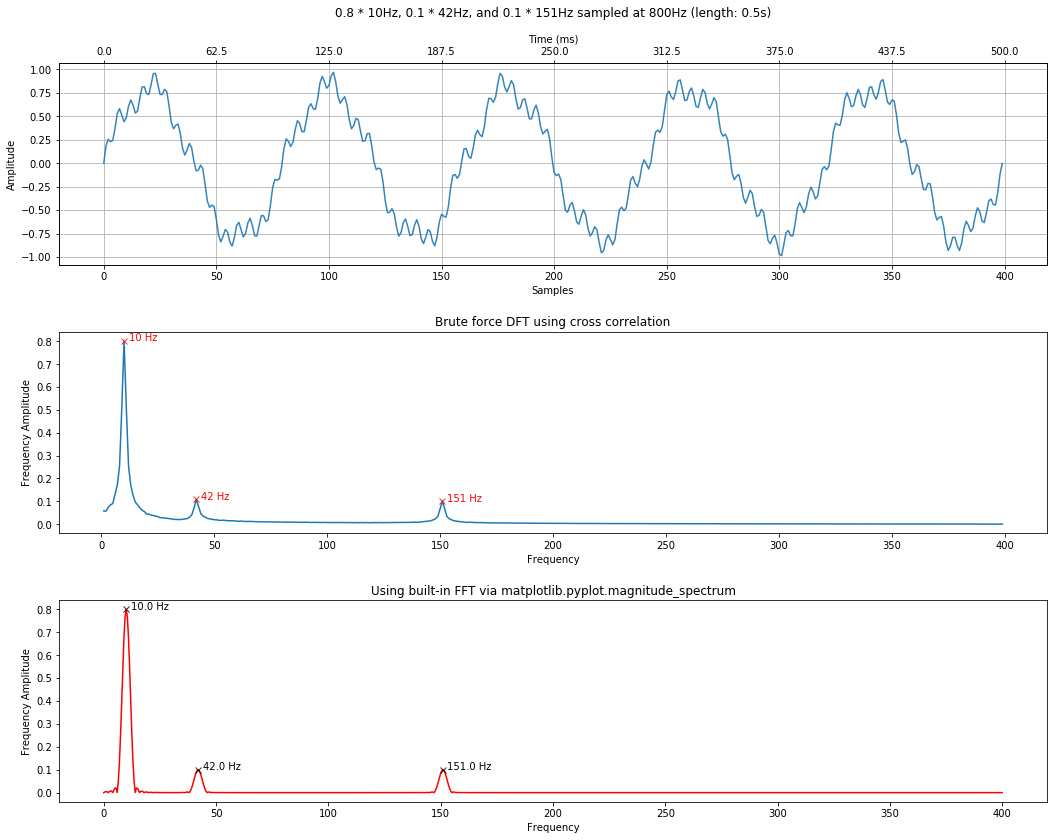 0.8 * 10Hz, 0.1 * 42Hz, and 0.1 * 151Hz sampled at 800Hz (length: 0.5s)
Time (ms)
0.0 62.5 125.0 187.5 250.0 312.5 375.0 437.5 500.0
Amplitude
1.00
0.75
0.50
0.25
0.00
−0.25
−0.50
−0.75
−1.00
0 50 100 150 200 250 300 350 400
Samples
Brute force DFT using cross correlation
Frequency Amplitude
0.8
0.7
0.6
0.5
0.4
0.3
0.2
0.1
0.0
10 Hz
42 Hz
151 Hz
0 50 100 150 200 250 300 350 400
Frequency
Using built-in FFT via matplotlib.pyplot.magnitude_spectrum
Frequency Amplitude
0.8
0.7
0.6
0.5
0.4
0.3
0.2
0.1
0.0
10.0 Hz
42.0 Hz
151.0 Hz
0 50 100 150 200 250 300 350 400
Frequency